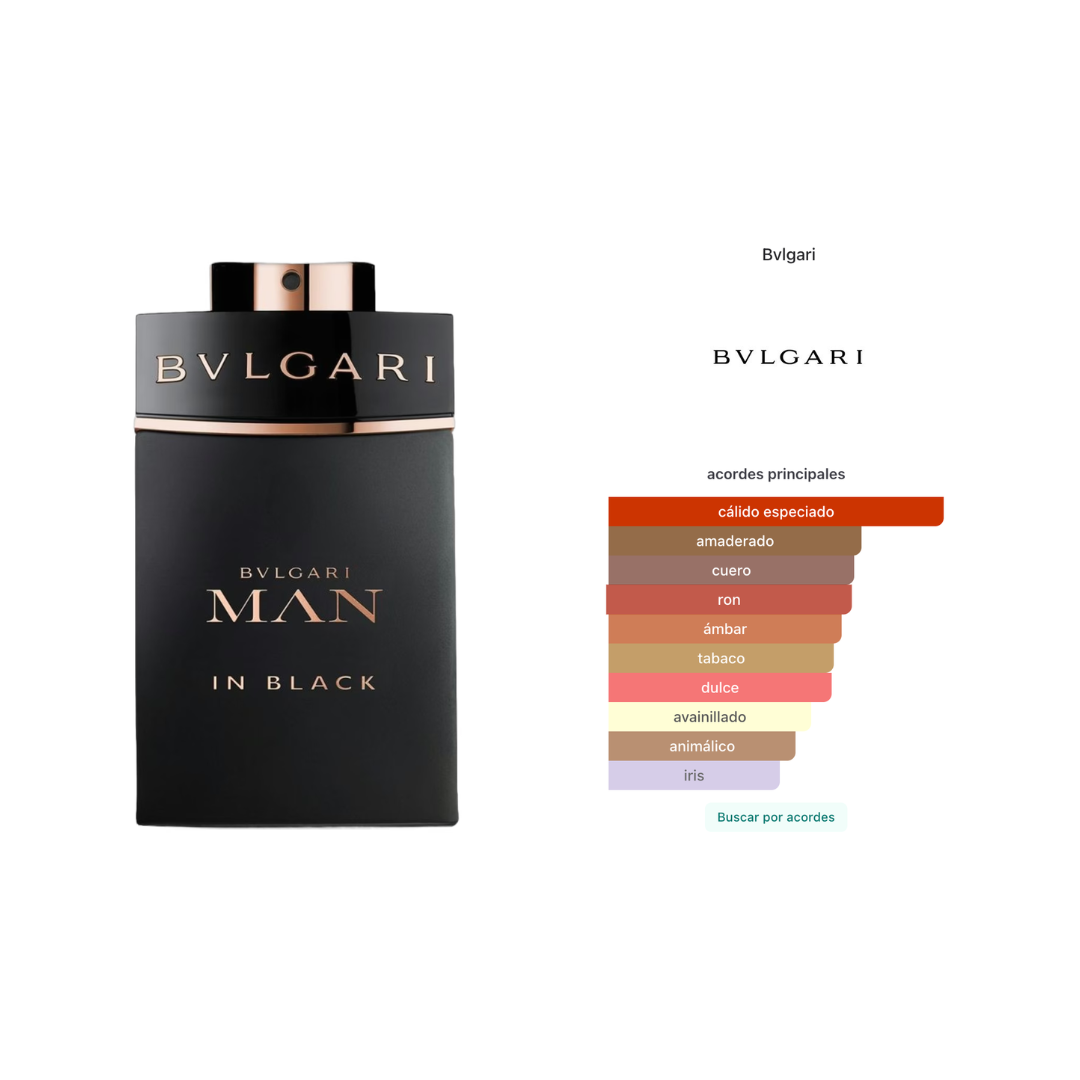 BVLGARI
BVLGARI
MAN
IN BLACK
Bvlgari
BVLGARI
acordes principales
cálido especiado
amaderado
cuero
ron
ámbar
tabaco
dulce
avainillado
animálico
iris
Buscar por acordes